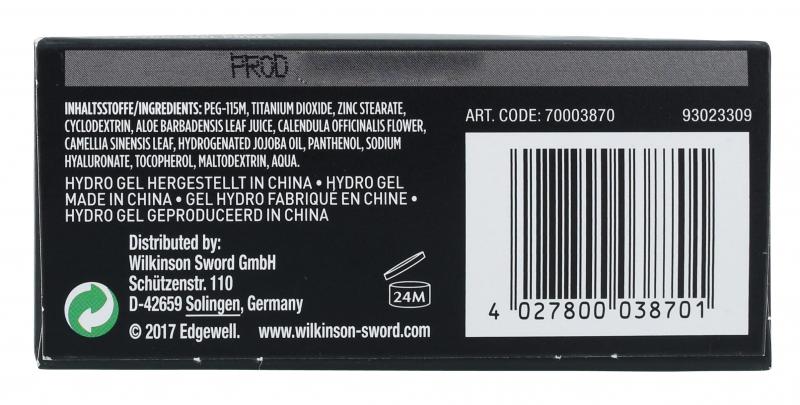 PROD
INHALTSSTOFFE/INGREDIENTS: PEG-115M, TITANIUM DIOXIDE, ZINC STEARATE,
CYCLODEXTRIN, ALOE BARBADENSIS LEAF JUICE, CALENDULA OFFICINALIS FLOWER,
CAMELLIA SINENSIS LEAF, HYDROGENATED JOJOBA OIL, PANTHENOL, SODIUM
HYALURONATE, TOCOPHEROL, MALTODEXTRIN, AQUA.
HYDRO GEL HERGESTELLT IN CHINA • HYDRO GEL
MADE IN CHINA • GEL HYDRO FABRIQUÉ EN CHINE •
HYDRO GEL GEPRODUCEERD IN CHINA
Distributed by:
Wilkinson Sword GmbH
Schützenstr. 110
D-42659 Solingen, Germany
© 2017 Edgewell. www.wilkinson-sword.com
24M
ART. CODE: 70003870 93023309
4 027800 038701